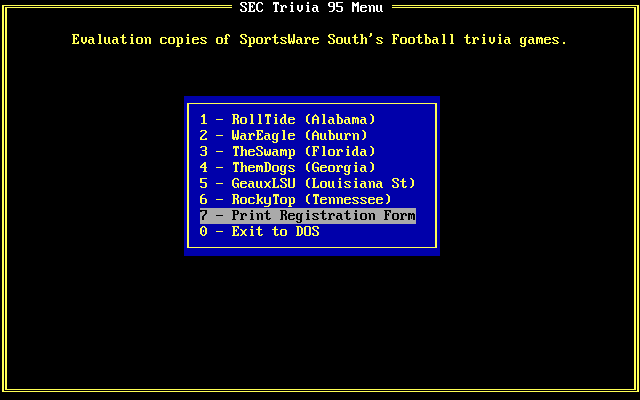 SEC Trivia 95 Menu
Evaluation copies of SportsWare South's Football trivia games.
1 - RollTide (Alabama)
2 - WarEagle (Auburn)
3 - TheSwamp (Florida)
4 - ThemDogs (Georgia)
5 - GeauxLSU (Louisiana St)
6 - RockyTop (Tennessee)
7 - Print Registration Form
0 - Exit to DOS